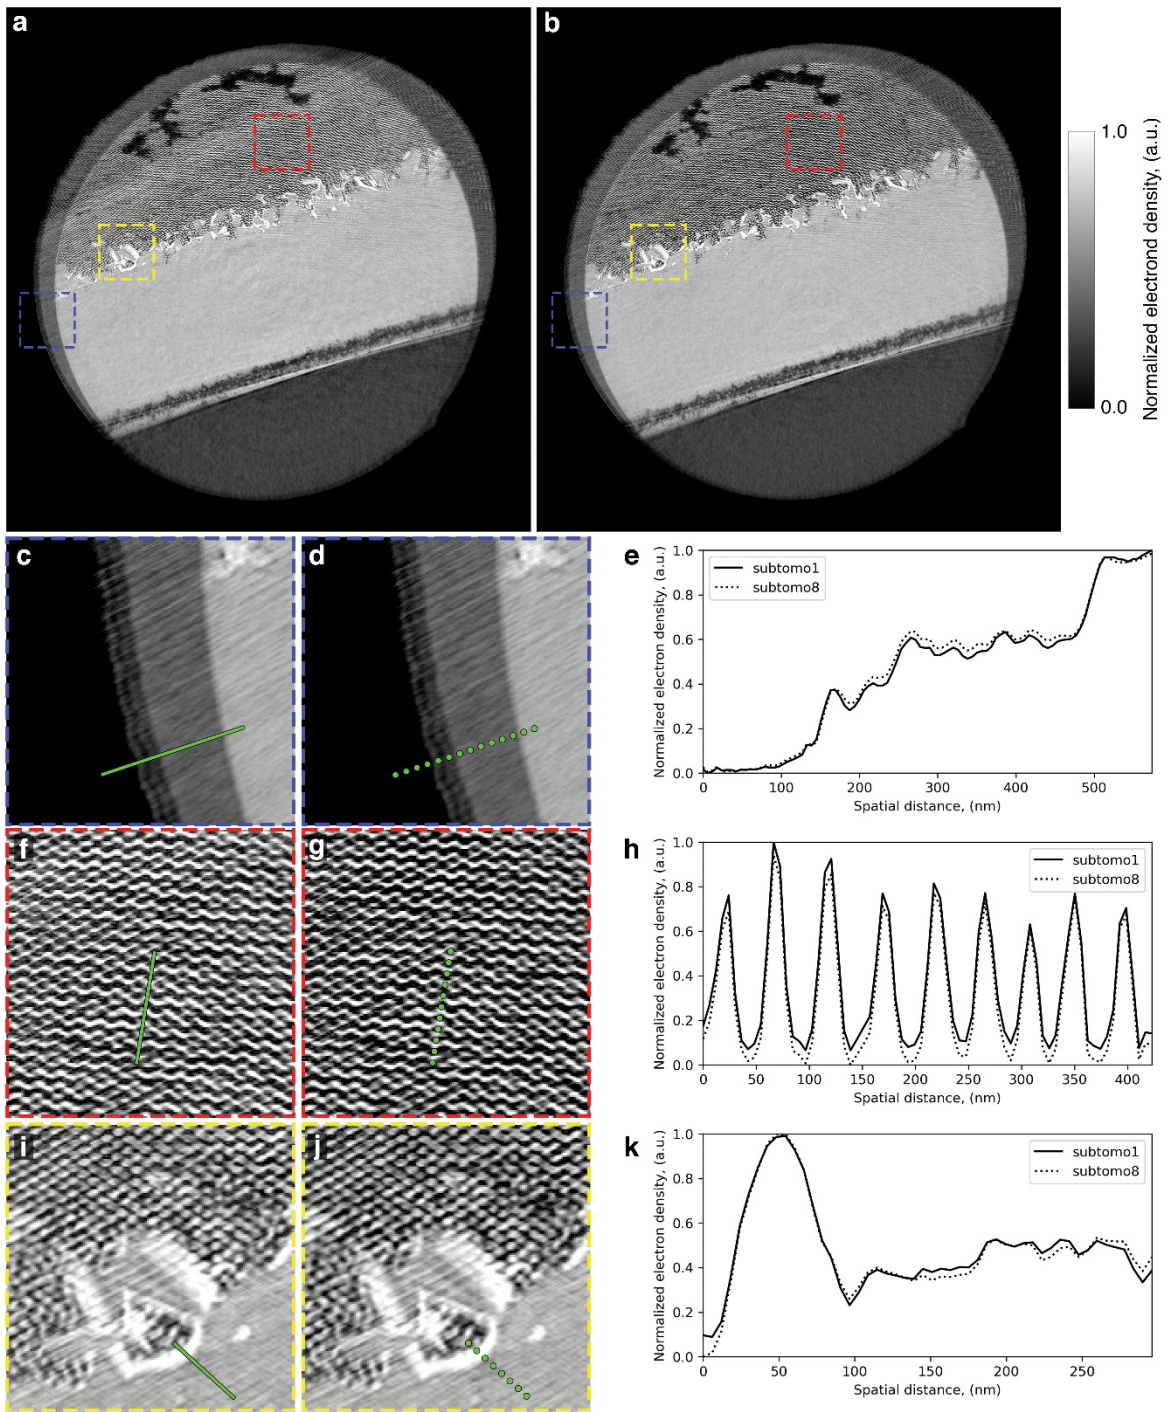 a
b
1.0
0.0
Normalized electrond density, (a.u.)
c
d
e
subtomo1
subtomo8
1.0
0.8
0.6
0.4
0.2
0.0
0 100 200 300 400 500
Spatial distance, (nm)
Normalized electron density, (a.u.)
f
g
h
subtomo1
subtomo8
1.0
0.8
0.6
0.4
0.2
0.0
0 50 100 150 200 250 300 350 400
Spatial distance, (nm)
Normalized electron density, (a.u.)
i
j
k
subtomo1
subtomo8
1.0
0.8
0.6
0.4
0.2
0.0
0 50 100 150 200 250
Spatial distance, (nm)
Normalized electron density, (a.u.)